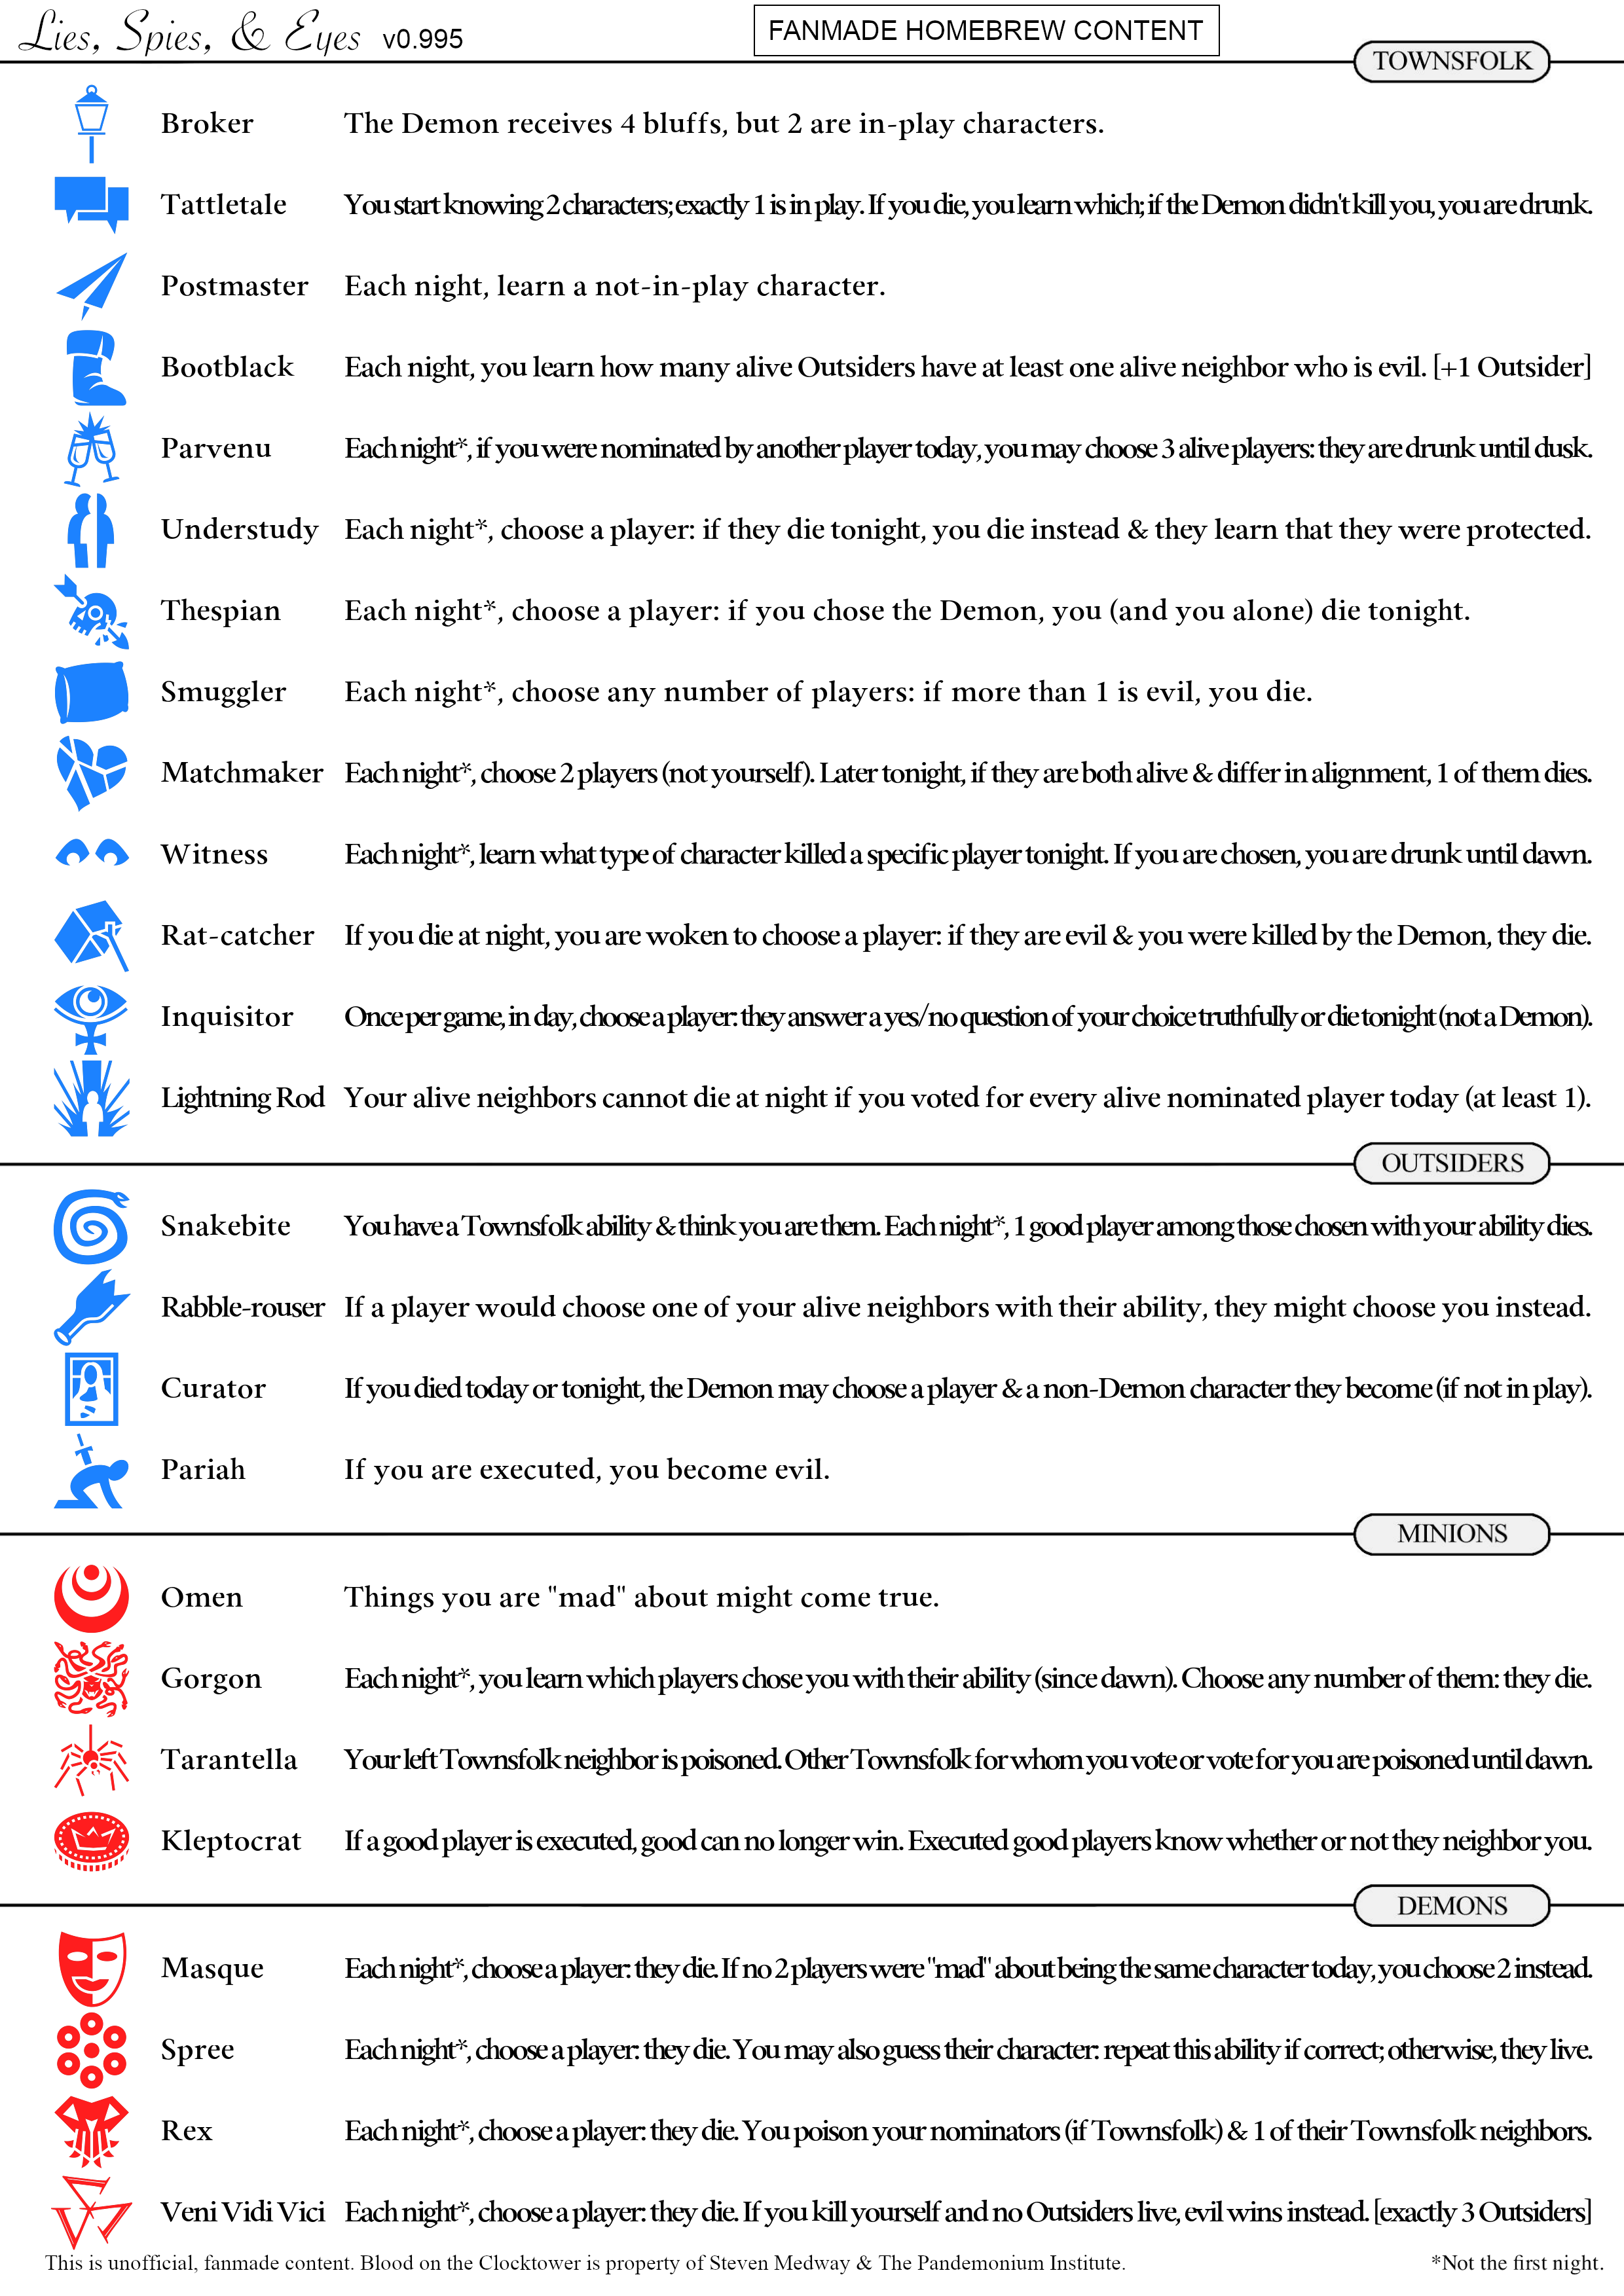 Lies, Spies, & Eyes v0.995
FANMADE HOMEBREW CONTENT
TOWNSFOLK
Broker The Demon receives 4 bluffs, but 2 are in-play characters.
Tattletale You start knowing 2 characters; exactly 1 is in play. If you die, you learn which; if the Demon didn't kill you, you are drunk.
Postmaster Each night, learn a not-in-play character.
Bootblack Each night, you learn how many alive Outsiders have at least one alive neighbor who is evil. [+1 Outsider]
Parvenu Each night*, if you were nominated by another player today, you may choose 3 alive players: they are drunk until dusk.
Understudy Each night*, choose a player: if they die tonight, you die instead & they learn that they were protected.
Thespian Each night*, choose a player: if you chose the Demon, you (and you alone) die tonight.
Smuggler Each night*, choose any number of players: if more than 1 is evil, you die.
Matchmaker Each night*, choose 2 players (not yourself). Later tonight, if they are both alive & differ in alignment, 1 of them dies.
Witness Each night*, learn what type of character killed a specific player tonight. If you are chosen, you are drunk until dawn.
Rat-catcher If you die at night, you are woken to choose a player: if they are evil & you were killed by the Demon, they die.
Inquisitor Once per game, in day, choose a player: they answer a yes/no question of your choice truthfully or die tonight (not a Demon).
Lightning Rod Your alive neighbors cannot die at night if you voted for every alive nominated player today (at least 1).
OUTSIDERS
Snakebite You have a Townsfolk ability & think you are them. Each night*, 1 good player among those chosen with your ability dies.
Rabble-rouser If a player would choose one of your alive neighbors with their ability, they might choose you instead.
Curator If you died today or tonight, the Demon may choose a player & a non-Demon character they become (if not in play).
Pariah If you are executed, you become evil.
MINIONS
Omen Things you are "mad" about might come true.
Gorgon Each night*, you learn which players chose you with their ability (since dawn). Choose any number of them: they die.
Tarantella Your left Townsfolk neighbor is poisoned. Other Townsfolk for whom you vote or vote for you are poisoned until dawn.
Kleptocrat If a good player is executed, good can no longer win. Executed good players know whether or not they neighbor you.
DEMONS
Masque Each night*, choose a player: they die. If no 2 players were "mad" about being the same character today, you choose 2 instead.
Spree Each night*, choose a player: they die. You may also guess their character: repeat this ability if correct; otherwise, they live.
Rex Each night*, choose a player: they die. You poison your nominators (if Townsfolk) & 1 of their Townsfolk neighbors.
Veni Vidi Vici Each night*, choose a player: they die. If you kill yourself and no Outsiders live, evil wins instead. [exactly 3 Outsiders]
This is unofficial, fanmade content. Blood on the Clocktower is property of Steven Medway & The Pandemonium Institute. *Not the first night.